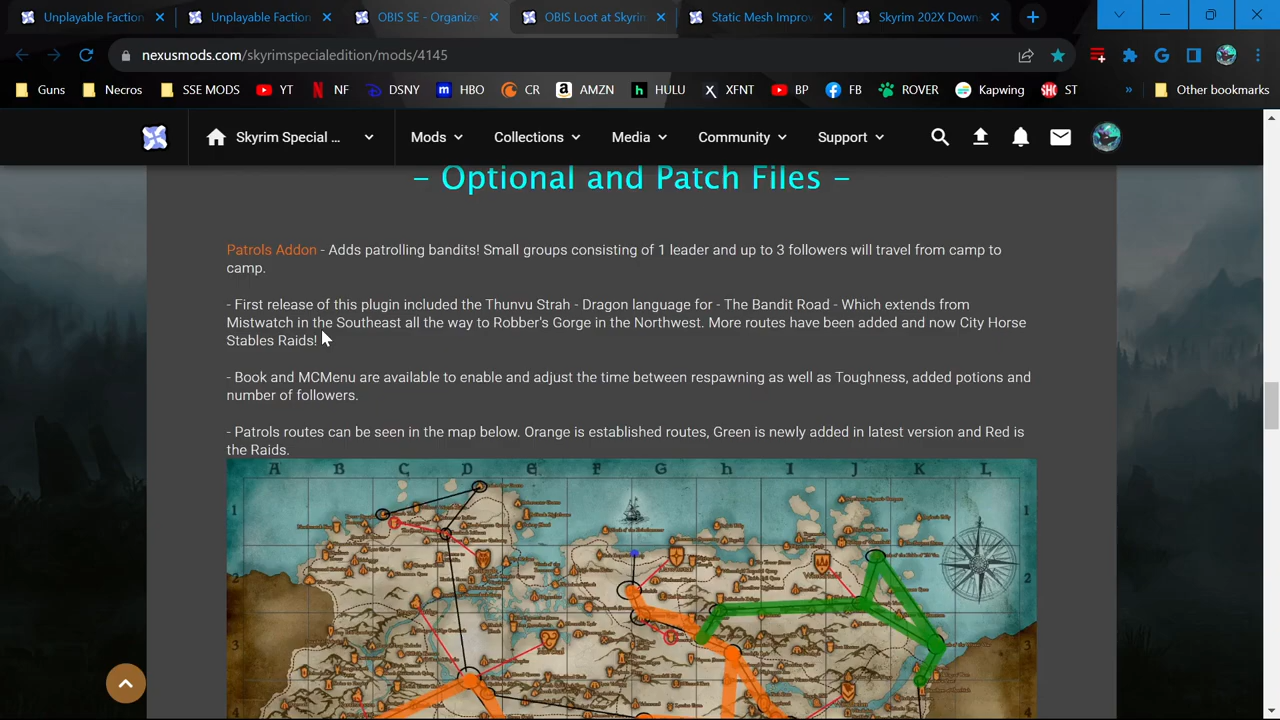 Unplayable Faction
Unplayable Faction
OBIS SE - Organize
OBIS Loot at Skyrim
Static Mesh Improv
Skyrim 202X Down
nexusmods.com/skyrimspecialedition/mods/4145
Guns
Necros
SSE MODS
YT
NF
DSNY
HBO
CR
AMZN
HULU
XFNT
BP
FB
ROVER
Kapwing
ST
»
Other bookmarks
Skyrim Special ...
Mods
Collections
Media
Community
Support
- Optional and Patch Files -
Patrols Addon - Adds patrolling bandits! Small groups consisting of 1 leader and up to 3 followers will travel from camp to
camp.
- First release of this plugin included the Thunvu Strah - Dragon language for - The Bandit Road - Which extends from
Mistwatch in the Southeast all the way to Robber's Gorge in the Northwest. More routes have been added and now City Horse
Stables Raids!
- Book and MCMenu are available to enable and adjust the time between respawning as well as Toughness, added potions and
number of followers.
- Patrols routes can be seen in the map below. Orange is established routes, Green is newly added in latest version and Red is
the Raids.
A B C D E F G h I J K L
1 1
2 2
3 3
4 4